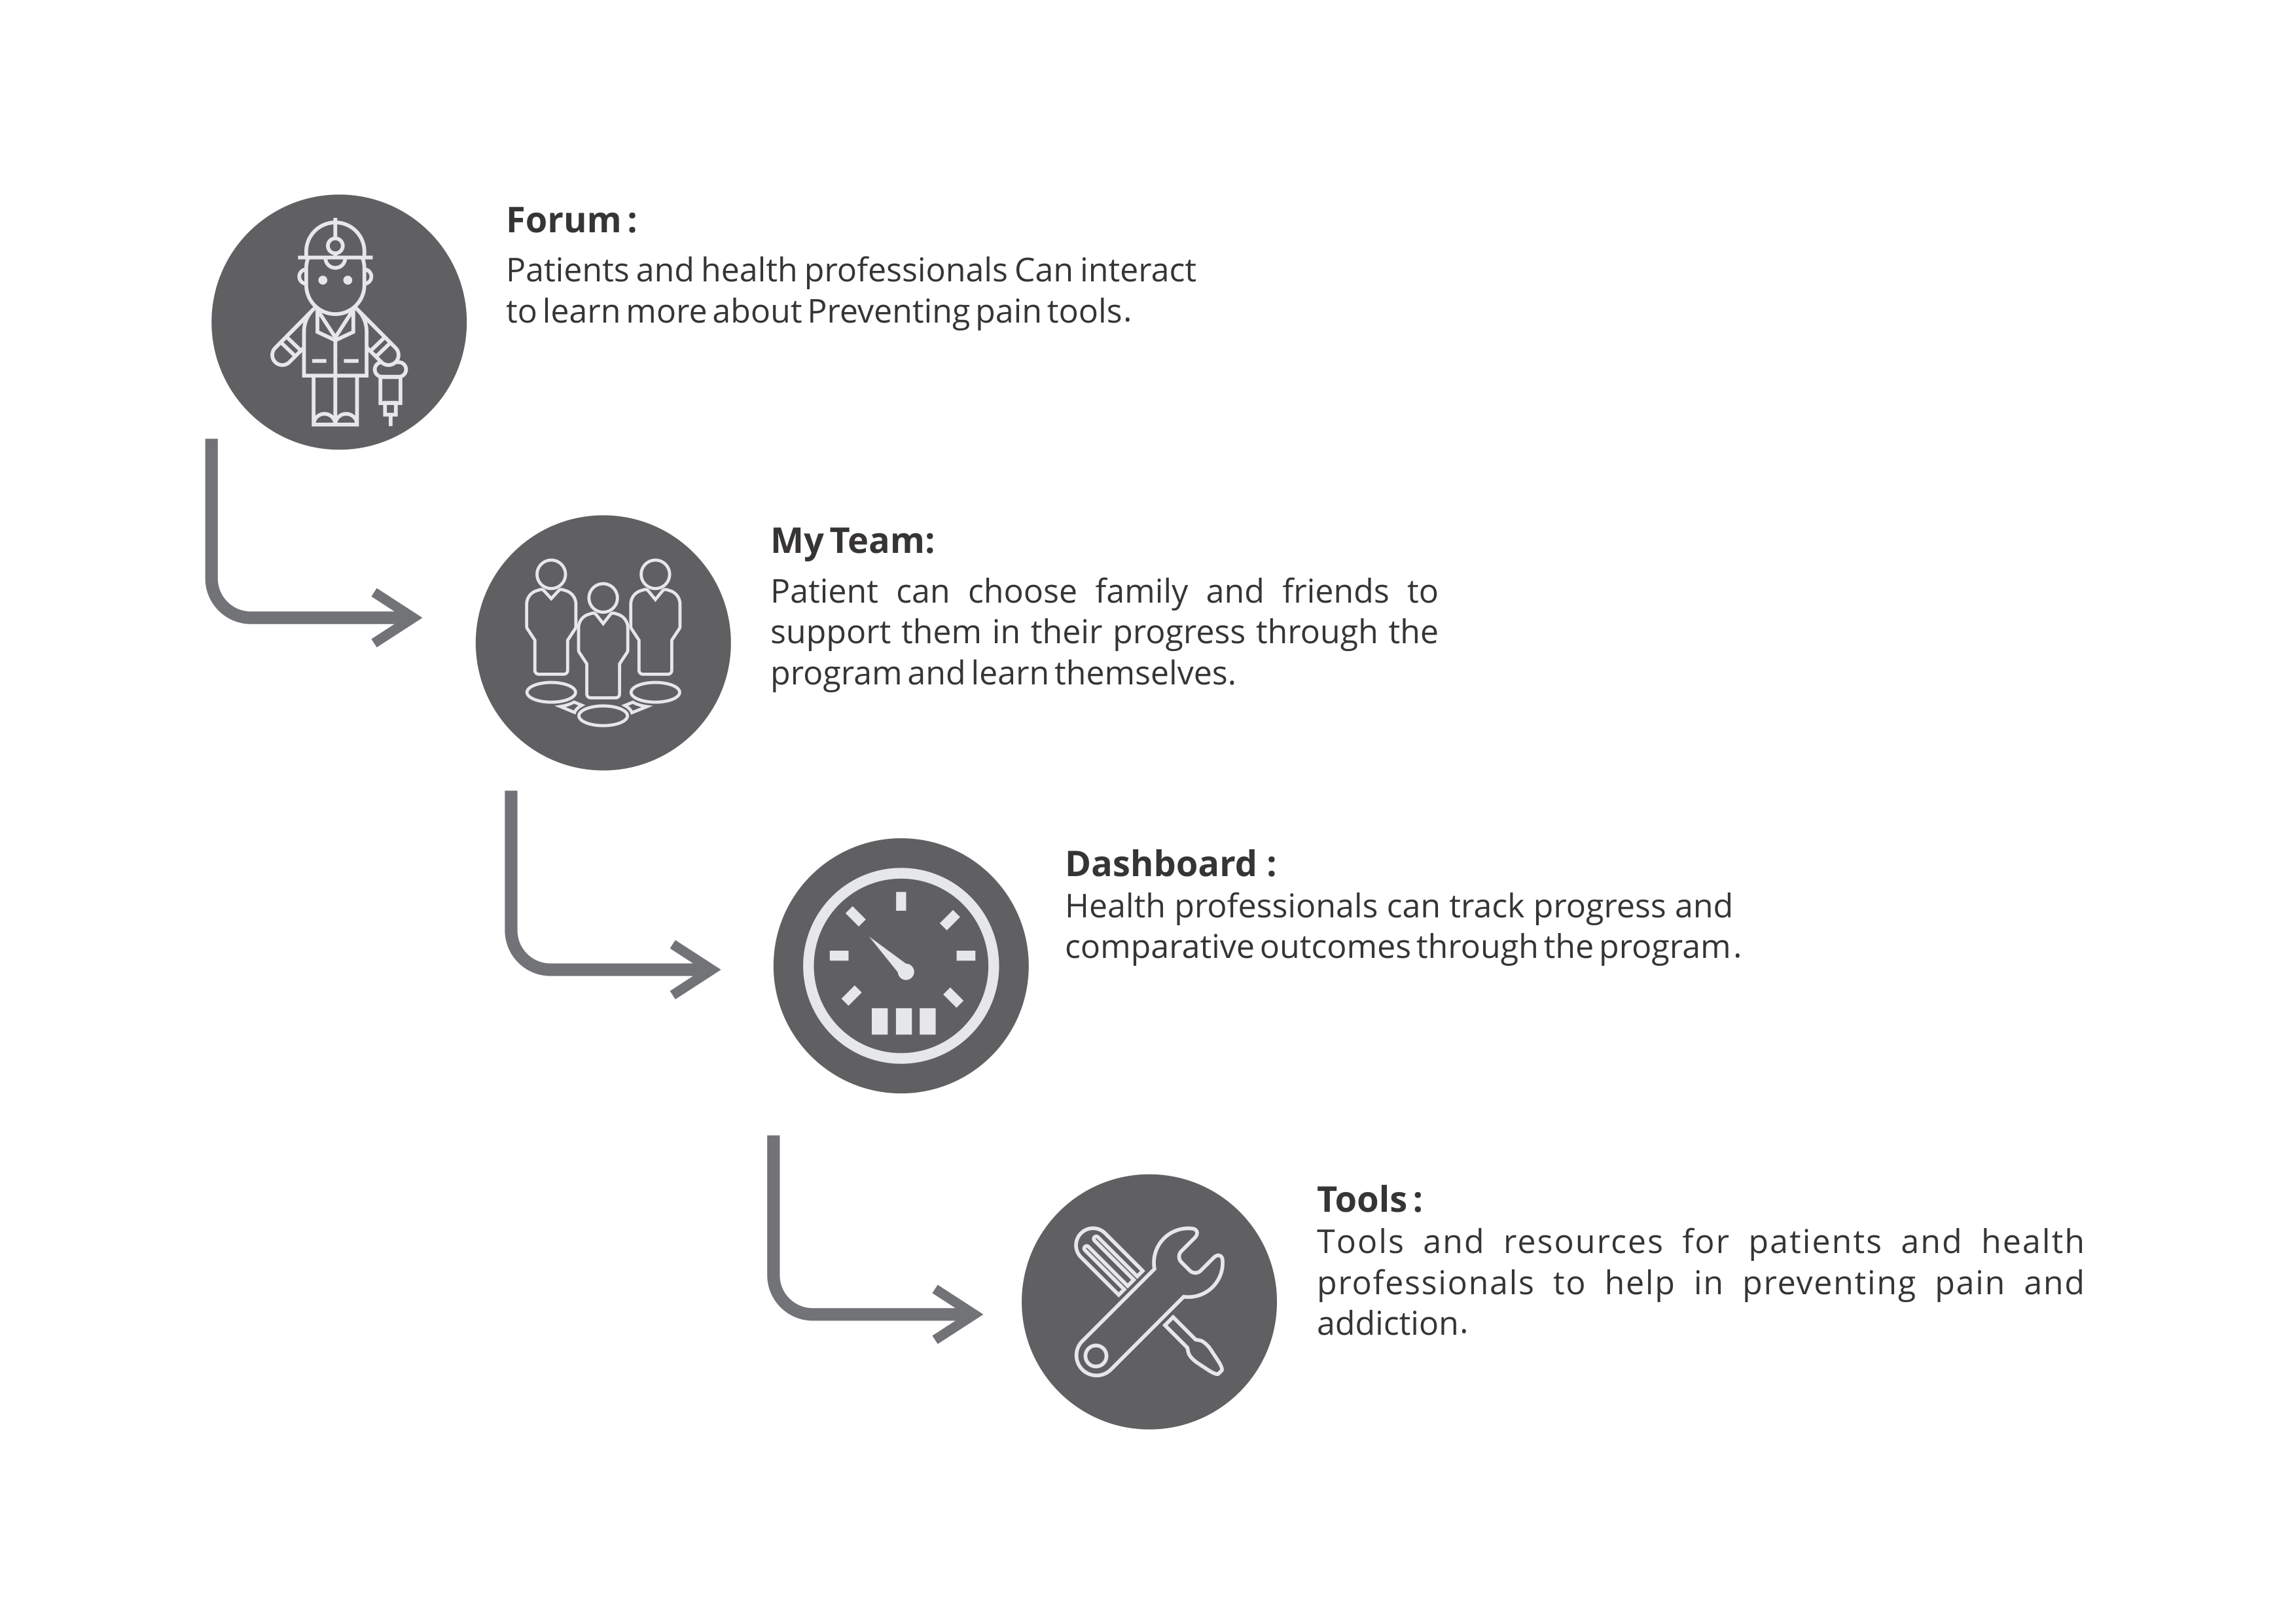 Forum :
Patients and health professionals Can interact
to learn more about Preventing pain tools.
My Team:
Patient can choose family and friends to
support them in their progress through the
program and learn themselves.
Dashboard :
Health professionals can track progress and
comparative outcomes through the program.
Tools :
Tools and resources for patients and health
professionals to help in preventing pain and
addiction.